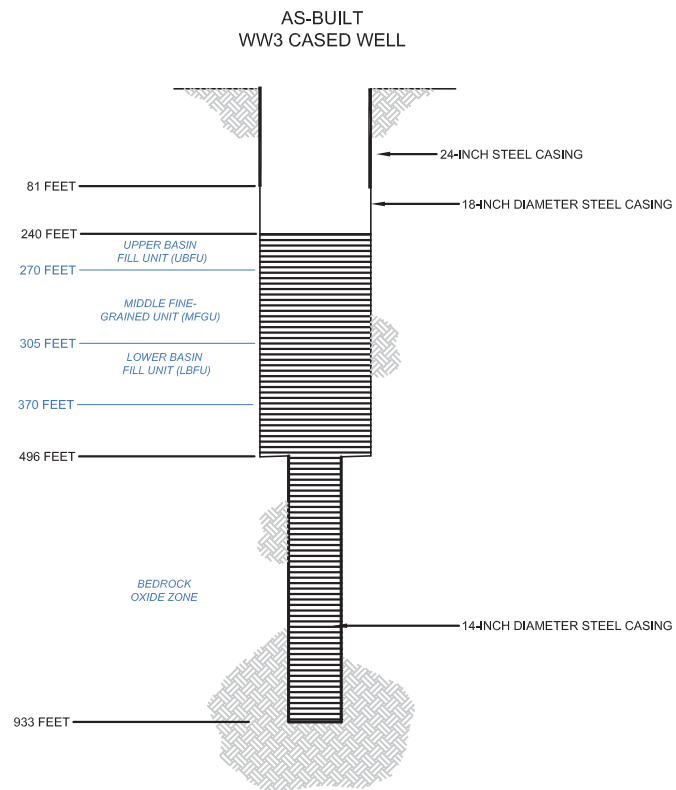 AS-BUILT
WW3 CASED WELL
24-INCH STEEL CASING
81 FEET
18-INCH DIAMETER STEEL CASING
240 FEET
UPPER BASIN
FILL UNIT (UBFU)
270 FEET
MIDDLE FINE-
GRAINED UNIT (MFGU)
305 FEET
LOWER BASIN
FILL UNIT (LBFU)
370 FEET
496 FEET
BEDROCK
OXIDE ZONE
14-INCH DIAMETER STEEL CASING
933 FEET